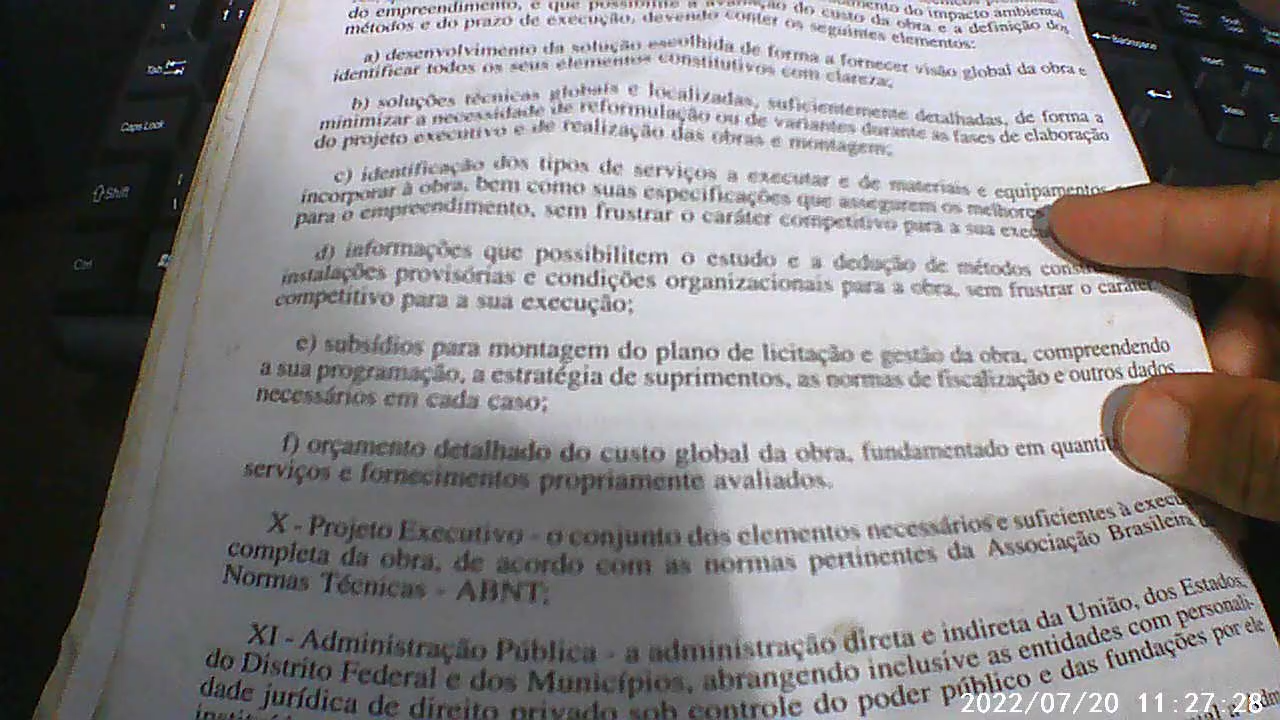 do empreendimento, e que possibilite a avaliação do custo da obra e a definição dos
métodos e do prazo de execução, devendo conter os seguintes elementos:
a) desenvolvimento da solução escolhida de forma a fornecer visão global da obra e
identificar todos os seus elementos constitutivos com clareza;
b) soluções técnicas globais e localizadas, suficientemente detalhadas, de forma a
minimizar a necessidade de reformulação ou de variantes durante as fases de elaboração
do projeto executivo e de realização das obras e montagem;
c) identificação dos tipos de serviços a executar e de materiais e equipamentos
incorporar à obra, bem como suas especificações que assegurem os melhores
para o empreendimento, sem frustrar o caráter competitivo para a sua
d) informações que possibilitem o estudo e a dedução de métodos
instalações provisórias e condições organizacionais para a obra, sem frustrar o caráter
competitivo para a sua execução;
e) subsídios para montagem do plano de licitação e gestão da obra, compreendendo
a sua programação, a estratégia de suprimentos, as normas de fiscalização e outros dados
necessários em cada caso;
f) orçamento detalhado do custo global da obra, fundamentado em
serviços e fornecimentos propriamente avaliados.
X - Projeto Executivo - o conjunto dos elementos necessários e suficientes à
completa da obra, de acordo com as normas pertinentes da Associação Brasileira
Normas Técnicas - ABNT;
XI - Administração Pública - a administração direta e indireta da União, dos Estados,
do Distrito Federal e dos Municípios, abrangendo inclusive as entidades com personali-
dade jurídica de direito privado sob controle do poder público e das fundações por ele
2022/07/20 11:27:28
Tab
Caps Lock
Shift
Ctrl
Backspace